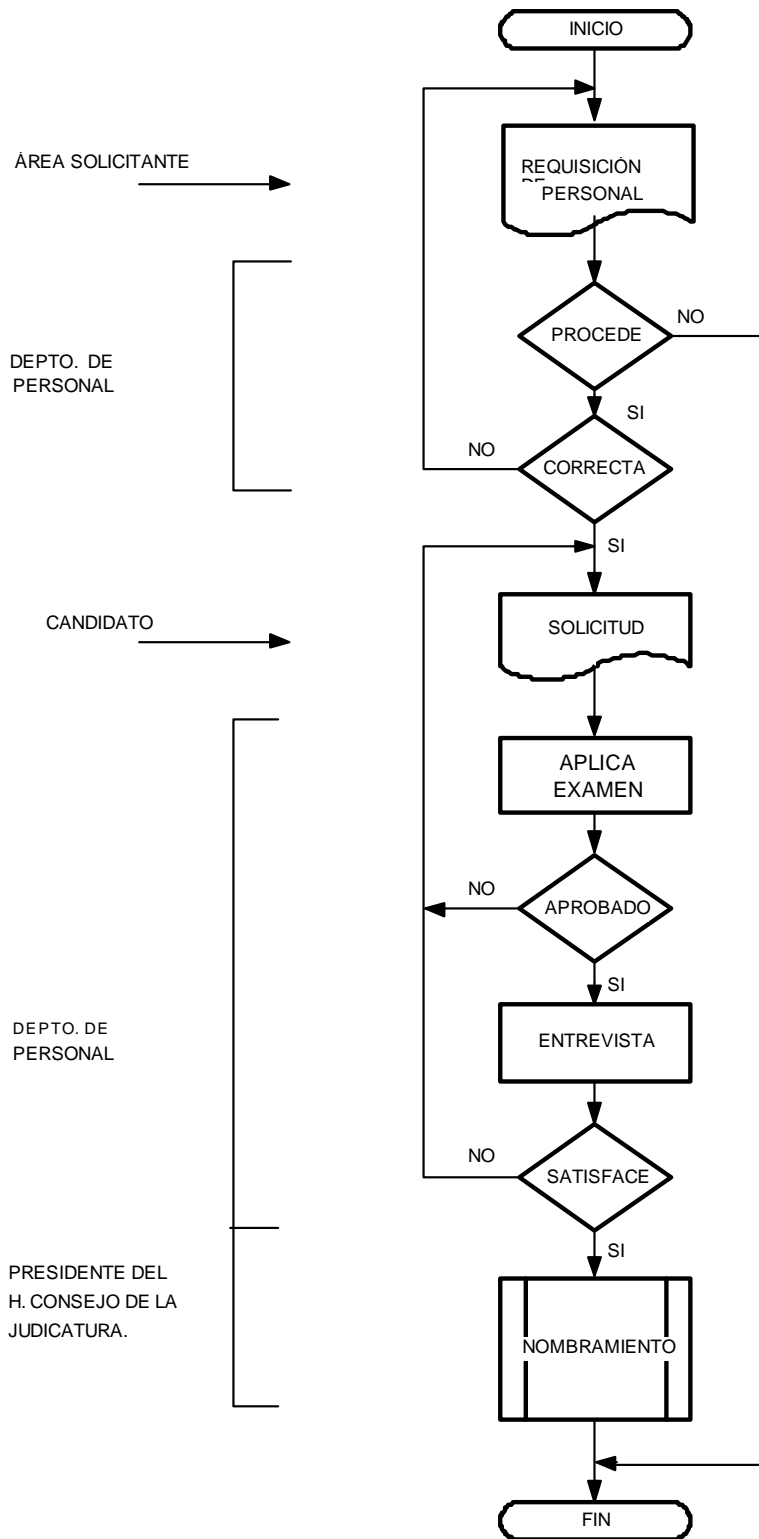 INICIO
ÁREA SOLICITANTE
REQUISICIÓN
DE
PERSONAL
PROCEDE
NO
DEPTO. DE
PERSONAL
SI
NO
CORRECTA
SI
CANDIDATO
SOLICITUD
APLICA
EXAMEN
NO
APROBADO
SI
DEPTO. DE
PERSONAL
ENTREVISTA
NO
SATISFACE
SI
PRESIDENTE DEL
H. CONSEJO DE LA
JUDICATURA.
NOMBRAMIENTO
FIN